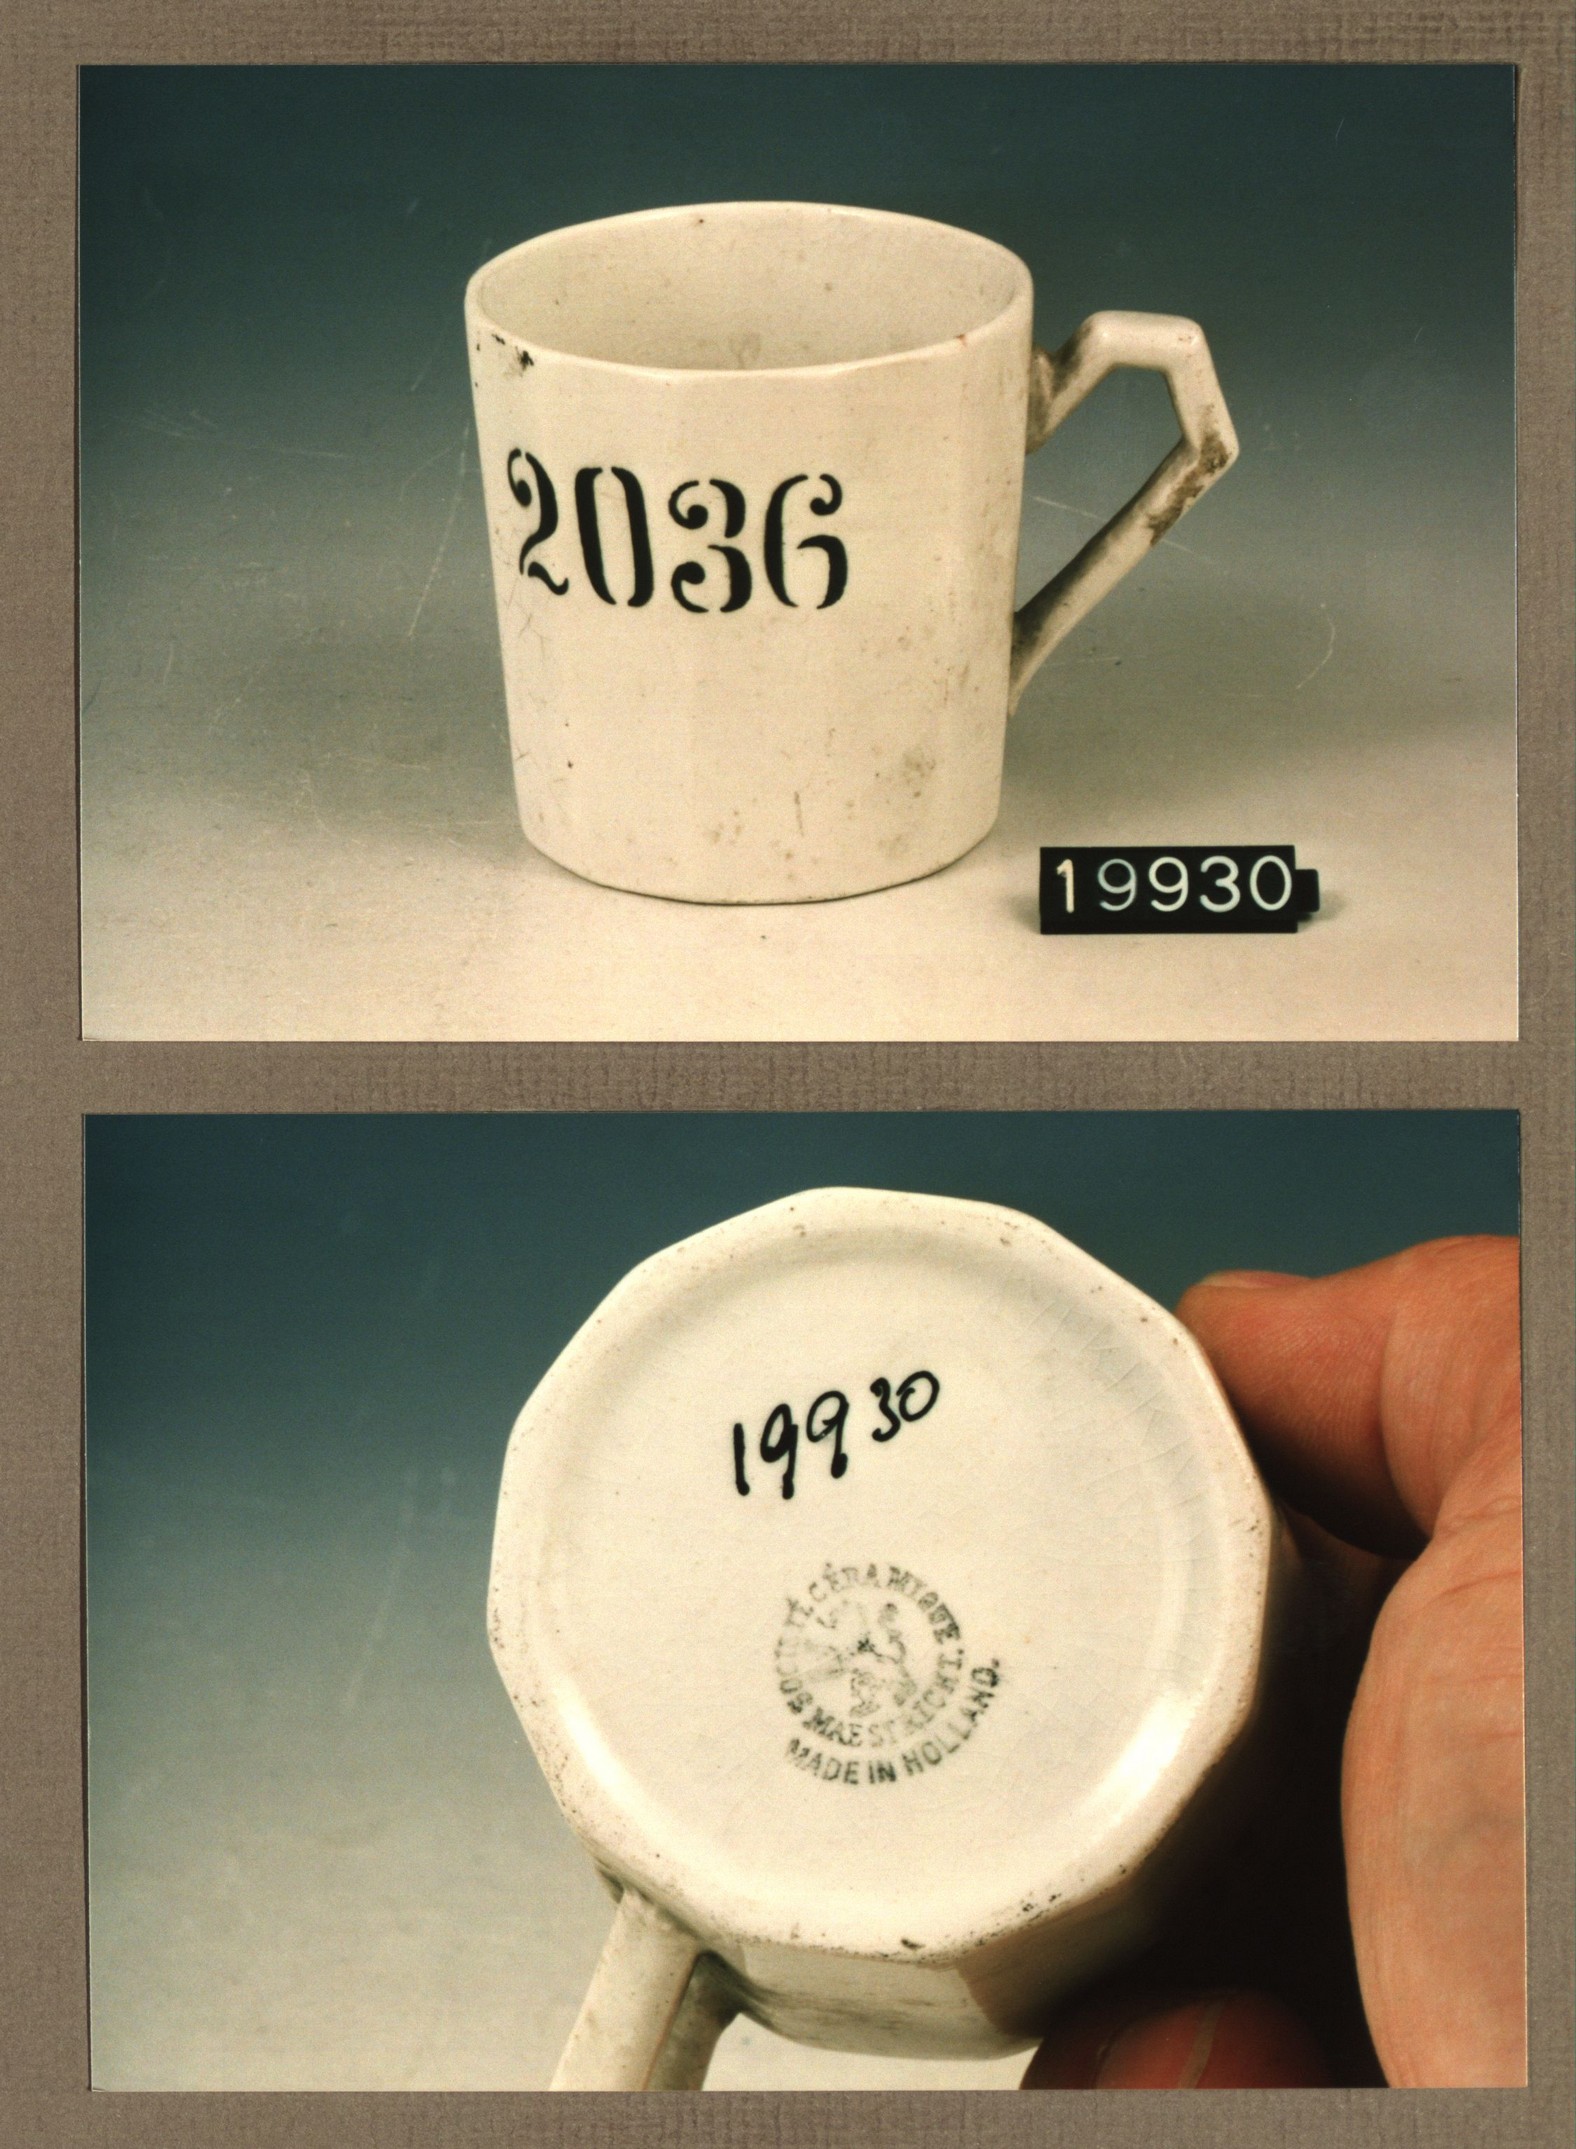 2036
19930
19930
SOCIÉTÉ CÉRAMIQUE
MAESTRICHT.
MADE IN HOLLAND.